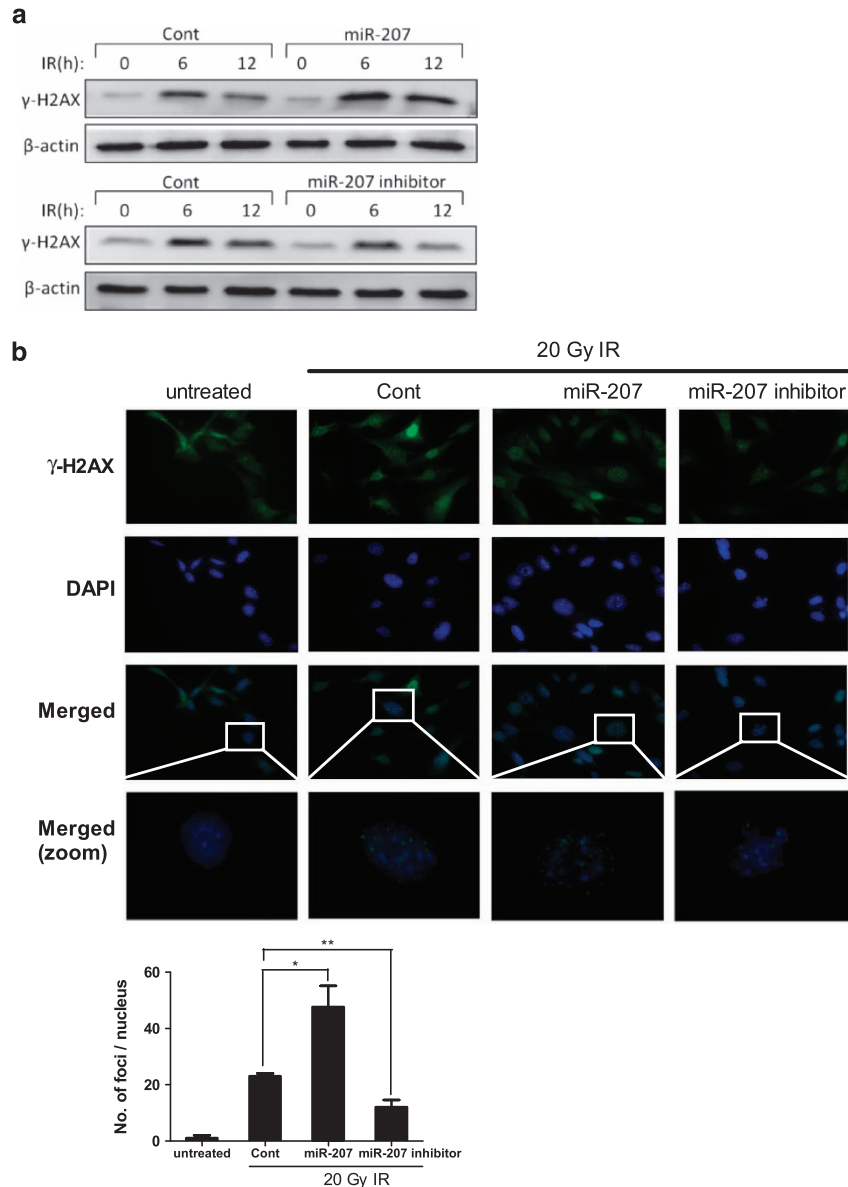 a
Cont miR-207
IR(h): 0 6 12 0 6 12
γ-H2AX
β-actin
Cont miR-207 inhibitor
IR(h): 0 6 12 0 6 12
γ-H2AX
β-actin
b
20 Gy IR
untreated Cont miR-207 miR-207 inhibitor
γ-H2AX
DAPI
Merged
Merged
(zoom)
**
*
60
40
20
0
No. of foci / nucleus
untreated Cont miR-207 miR-207 inhibitor
20 Gy IR